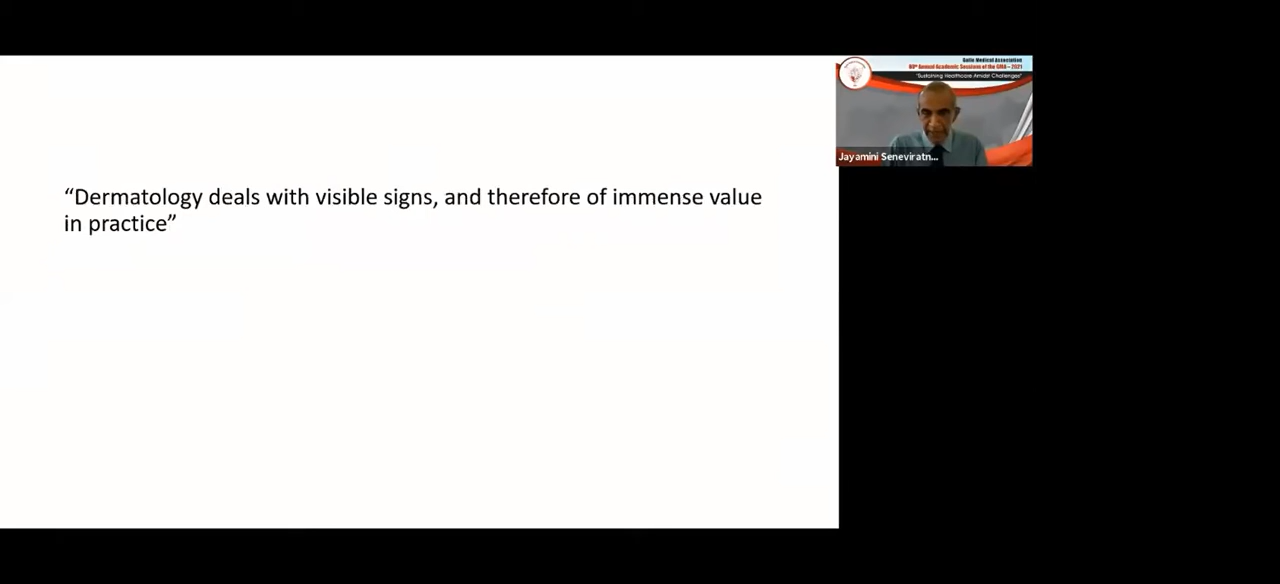 “Dermatology deals with visible signs, and therefore of immense value
in practice”
Galle Medical Association
80th Annual Academic Sessions of the GMA – 2021
"Sustaining Healthcare Amidst Challenges"
Jayamini Seneviratn...